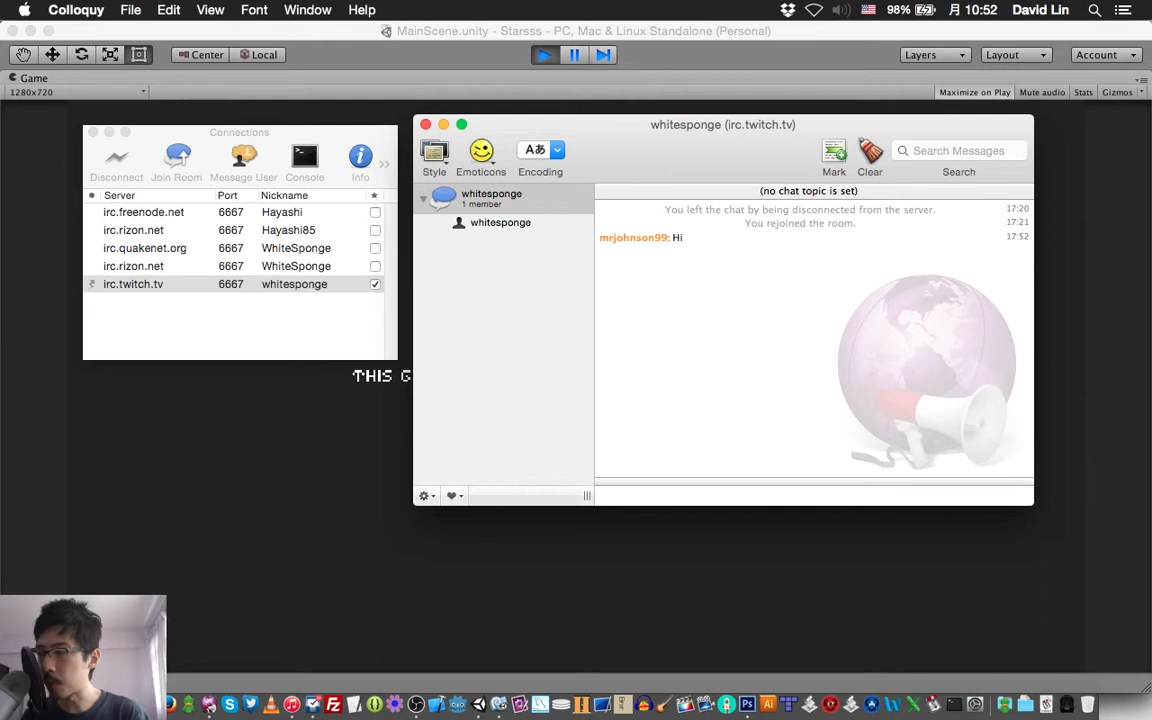 Colloquy File Edit View Font Window Help 98% 月10:52 David Lin
MainScene.unity - Starsss - PC, Mac & Linux Standalone (Personal)
Center Local Layers Layout Account
Game
1280x720 Maximize on Play Mute audio Stats Gizmos
Connections
Disconnect Join Room Message User Console Info
Server Port Nickname
irc.freenode.net 6667 Hayashi
irc.rizon.net 6667 Hayashi85
irc.quakenet.org 6667 WhiteSponge
irc.rizon.net 6667 WhiteSponge
irc.twitch.tv 6667 whitesponge
THIS G
whitesponge (irc.twitch.tv)
Aあ Search Messages
Style Emoticons Encoding Mark Clear Search
whitesponge
1 member
whitesponge
(no chat topic is set)
You left the chat by being disconnected from the server. 17:20
You rejoined the room. 17:21
mrjohnson99: Hi 17:52